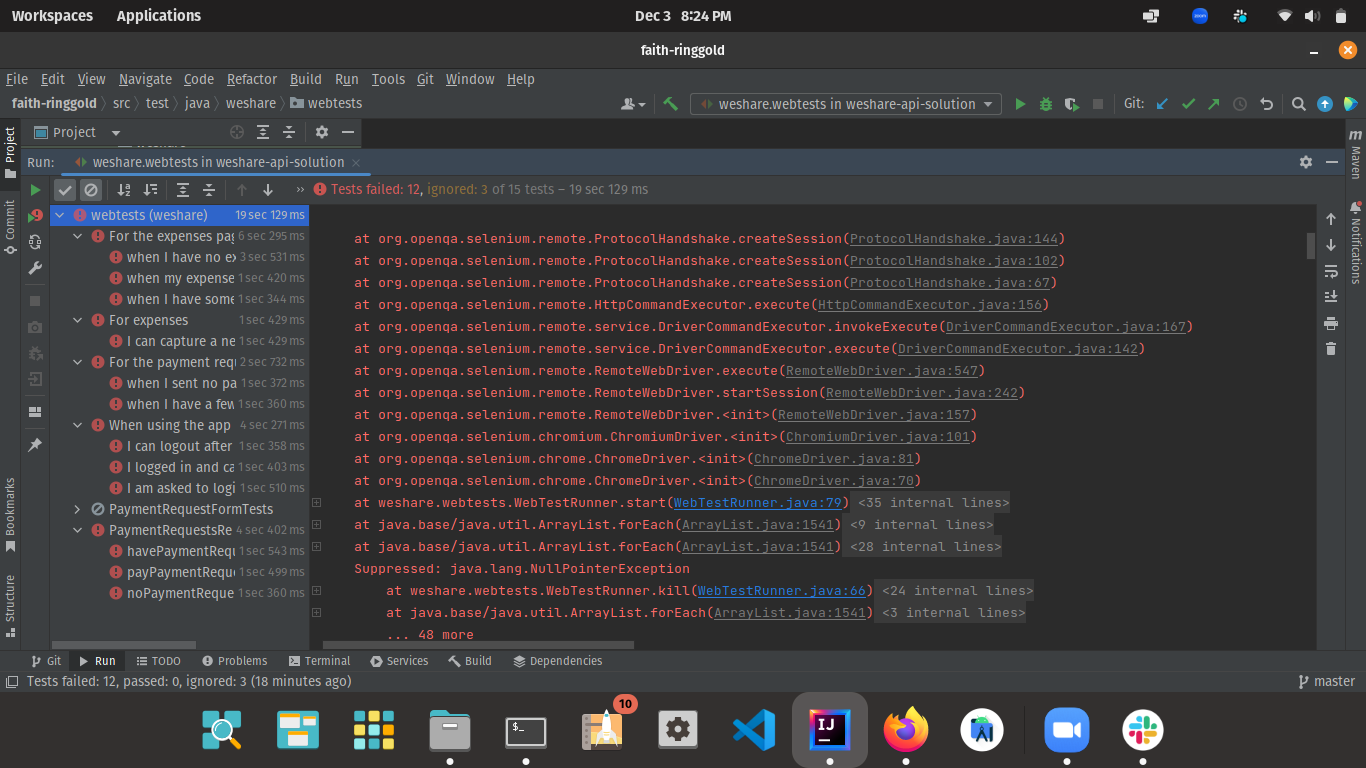 Workspaces Applications Dec 3 8:24 PM
zoom
faith-ringgold
File Edit View Navigate Code Refactor Build Run Tools Git Window Help
faith-ringgold src test java weshare webtests weshare.webtests in weshare-api-solution Git:
Project
Project
Commit
Bookmarks
Structure
m
Maven
Notifications
Run: weshare.webtests in weshare-api-solution
Tests failed: 12, ignored: 3 of 15 tests – 19 sec 129 ms
webtests (weshare) 19 sec 129 ms
For the expenses pag 6 sec 295 ms
when I have no ex 3 sec 531 ms
when my expense 1 sec 420 ms
when I have some 1 sec 344 ms
For expenses 1 sec 429 ms
I can capture a ne 1 sec 429 ms
For the payment requ 2 sec 732 ms
when I sent no pa 1 sec 372 ms
when I have a few 1 sec 360 ms
When using the app 4 sec 271 ms
I can logout after 1 sec 358 ms
I logged in and ca 1 sec 403 ms
I am asked to logi 1 sec 510 ms
PaymentRequestFormTests
PaymentRequestsRe 4 sec 402 ms
havePaymentRequ 1 sec 543 ms
payPaymentReque 1 sec 499 ms
noPaymentReque 1 sec 360 ms
at org.openqa.selenium.remote.ProtocolHandshake.createSession(ProtocolHandshake.java:144)
at org.openqa.selenium.remote.ProtocolHandshake.createSession(ProtocolHandshake.java:102)
at org.openqa.selenium.remote.ProtocolHandshake.createSession(ProtocolHandshake.java:67)
at org.openqa.selenium.remote.HttpCommandExecutor.execute(HttpCommandExecutor.java:156)
at org.openqa.selenium.remote.service.DriverCommandExecutor.invokeExecute(DriverCommandExecutor.java:167)
at org.openqa.selenium.remote.service.DriverCommandExecutor.execute(DriverCommandExecutor.java:142)
at org.openqa.selenium.remote.RemoteWebDriver.execute(RemoteWebDriver.java:547)
at org.openqa.selenium.remote.RemoteWebDriver.startSession(RemoteWebDriver.java:242)
at org.openqa.selenium.remote.RemoteWebDriver.<init>(RemoteWebDriver.java:157)
at org.openqa.selenium.chromium.ChromiumDriver.<init>(ChromiumDriver.java:101)
at org.openqa.selenium.chrome.ChromeDriver.<init>(ChromeDriver.java:81)
at org.openqa.selenium.chrome.ChromeDriver.<init>(ChromeDriver.java:70)
at weshare.webtests.WebTestRunner.start(WebTestRunner.java:79) <35 internal lines>
at java.base/java.util.ArrayList.forEach(ArrayList.java:1541) <9 internal lines>
at java.base/java.util.ArrayList.forEach(ArrayList.java:1541) <28 internal lines>
Suppressed: java.lang.NullPointerException
at weshare.webtests.WebTestRunner.kill(WebTestRunner.java:66) <24 internal lines>
at java.base/java.util.ArrayList.forEach(ArrayList.java:1541) <3 internal lines>
... 48 more
Git Run TODO Problems Terminal Services Build Dependencies
Tests failed: 12, passed: 0, ignored: 3 (18 minutes ago) master
10
$_
IJ